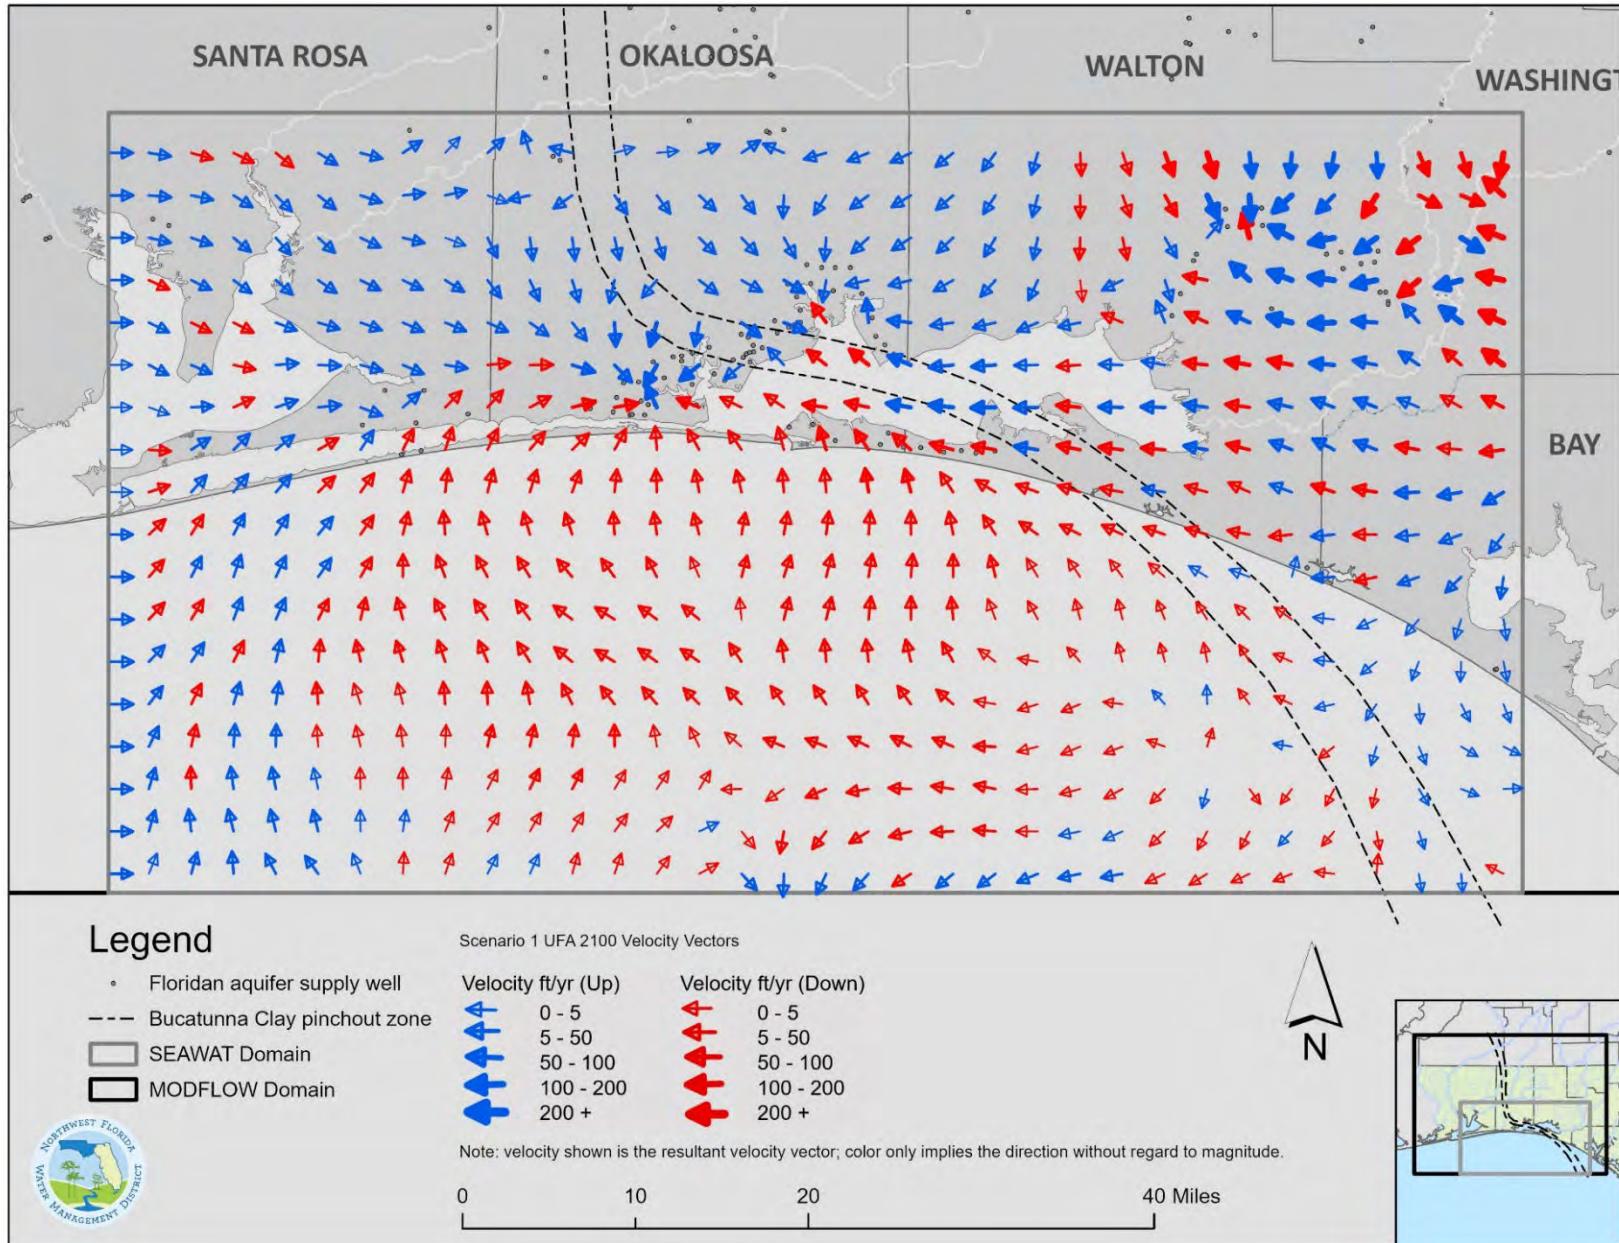 SANTA ROSA
OKALOOSA
WALTON
WASHINGT
BAY
Legend
Floridan aquifer supply well
Bucatunna Clay pinchout zone
SEAWAT Domain
MODFLOW Domain
Scenario 1 UFA 2100 Velocity Vectors
Velocity ft/yr (Up)
0 - 5
5 - 50
50 - 100
100 - 200
200 +
Velocity ft/yr (Down)
0 - 5
5 - 50
50 - 100
100 - 200
200 +
Note: velocity shown is the resultant velocity vector; color only implies the direction without regard to magnitude.
0 10 20 40 Miles
N
NORTHWEST FLORIDA
WATER MANAGEMENT DISTRICT